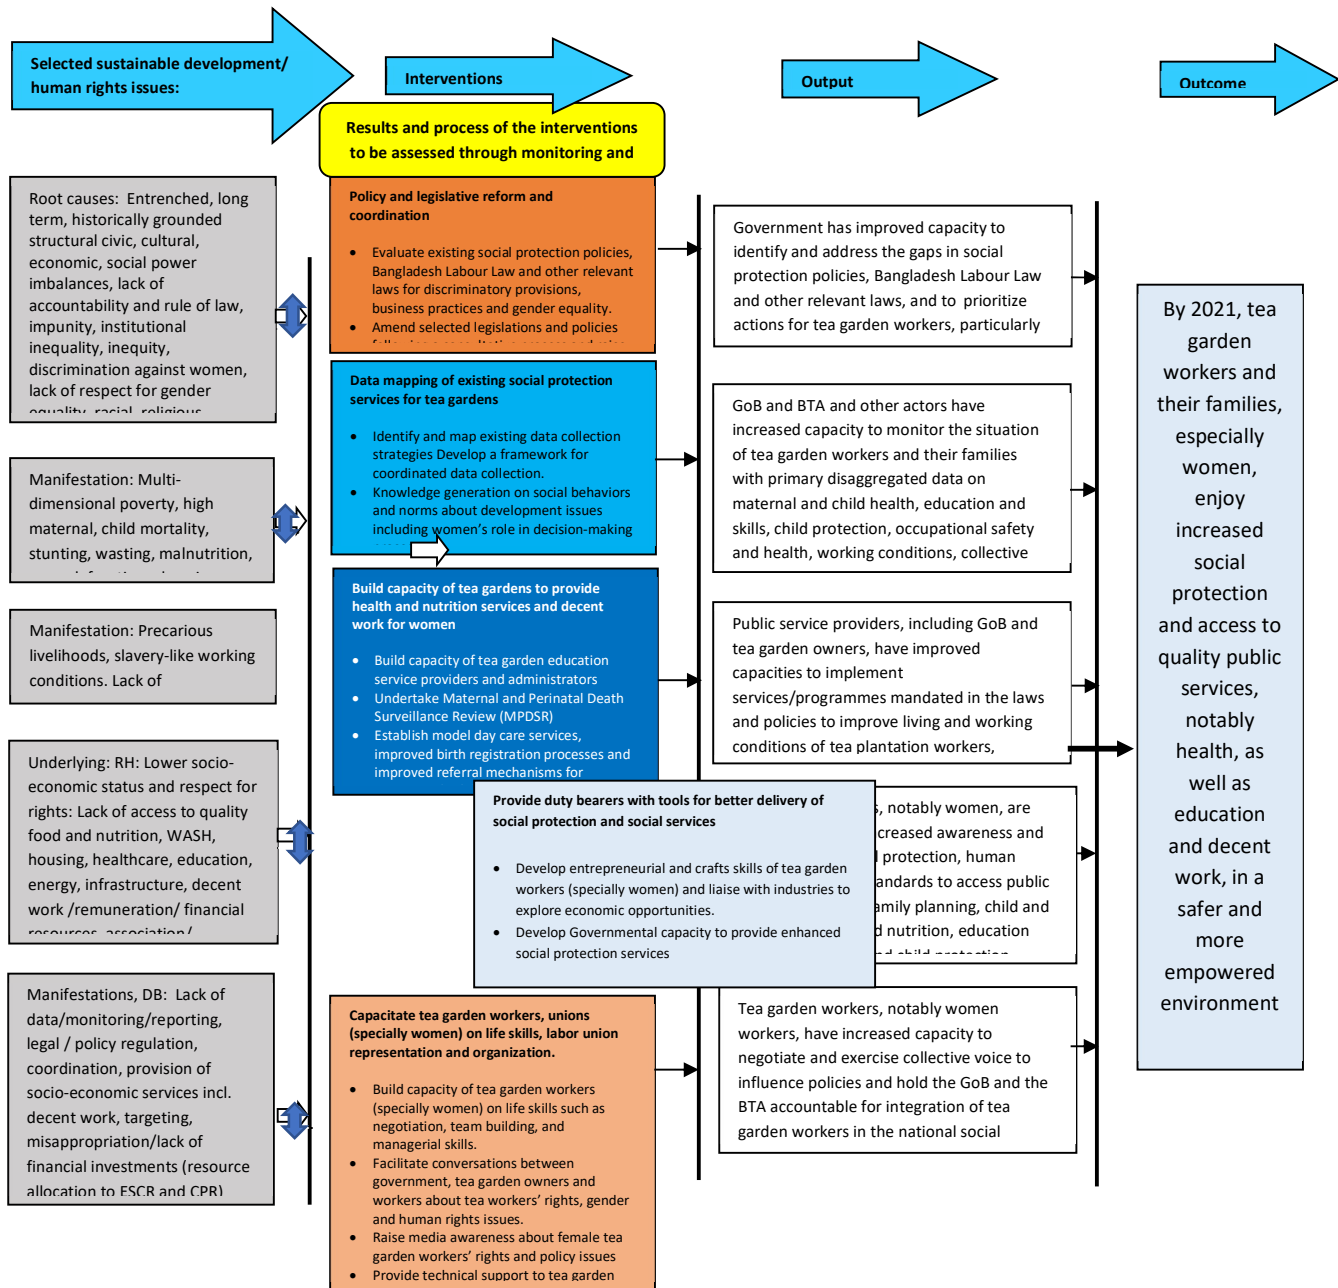 Selected sustainable development/
human rights issues:
Interventions
Output
Outcome
Results and process of the interventions
to be assessed through monitoring and
Root causes: Entrenched, long
term, historically grounded
structural civic, cultural,
economic, social power
imbalances, lack of
accountability and rule of law,
impunity, institutional
inequality, inequity,
discrimination against women,
lack of respect for gender
equality, racial, religious
Manifestation: Multi-
dimensional poverty, high
maternal, child mortality,
stunting, wasting, malnutrition,
Manifestation: Precarious
livelihoods, slavery-like working
conditions. Lack of
Underlying: RH: Lower socio-
economic status and respect for
rights: Lack of access to quality
food and nutrition, WASH,
housing, healthcare, education,
energy, infrastructure, decent
work /remuneration/ financial
resources, association/
Manifestations, DB: Lack of
data/monitoring/reporting,
legal / policy regulation,
coordination, provision of
socio-economic services incl.
decent work, targeting,
misappropriation/lack of
financial investments (resource
allocation to ESCR and CPR)
Policy and legislative reform and
coordination
• Evaluate existing social protection policies,
Bangladesh Labour Law and other relevant
laws for discriminatory provisions,
business practices and gender equality.
• Amend selected legislations and policies
following a consultative process and
Data mapping of existing social protection
services for tea gardens
• Identify and map existing data collection
strategies Develop a framework for
coordinated data collection.
• Knowledge generation on social behaviors
and norms about development issues
including women's role in decision-making
Build capacity of tea gardens to provide
health and nutrition services and decent
work for women
• Build capacity of tea garden education
service providers and administrators
• Undertake Maternal and Perinatal Death
Surveillance Review (MPDSR)
• Establish model day care services,
improved birth registration processes and
improved referral mechanisms for
Provide duty bearers with tools for better delivery of
social protection and social services
• Develop entrepreneurial and crafts skills of tea garden
workers (specially women) and liaise with industries to
explore economic opportunities.
• Develop Governmental capacity to provide enhanced
social protection services
Capacitate tea garden workers, unions
(specially women) on life skills, labor union
representation and organization.
• Build capacity of tea garden workers
(specially women) on life skills such as
negotiation, team building, and
managerial skills.
• Facilitate conversations between
government, tea garden owners and
workers about tea workers' rights, gender
and human rights issues.
• Raise media awareness about female tea
garden workers' rights and policy issues
• Provide technical support to tea garden
Government has improved capacity to
identify and address the gaps in social
protection policies, Bangladesh Labour Law
and other relevant laws, and to prioritize
actions for tea garden workers, particularly
GoB and BTA and other actors have
increased capacity to monitor the situation
of tea garden workers and their families
with primary disaggregated data on
maternal and child health, education and
skills, child protection, occupational safety
and health, working conditions, collective
Public service providers, including GoB and
tea garden owners, have improved
capacities to implement
services/programmes mandated in the laws
and policies to improve living and working
conditions of tea plantation workers,
, notably women, are
creased awareness and
protection, human
andards to access public
amily planning, child and
d nutrition, education
and child protection
Tea garden workers, notably women
workers, have increased capacity to
negotiate and exercise collective voice to
influence policies and hold the GoB and the
BTA accountable for integration of tea
garden workers in the national social
By 2021, tea
garden
workers and
their families,
especially
women,
enjoy
increased
social
protection
and access to
quality public
services,
notably
health, as
well as
education
and decent
work, in a
safer and
more
empowered
environment